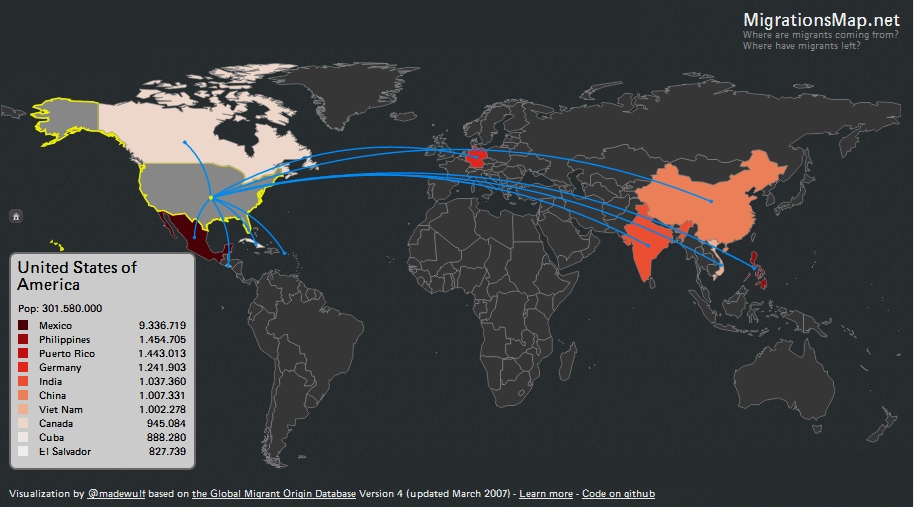 MigrationsMap.net
Where are migrants coming from?
Where have migrants left?
United States of
America
Pop: 301.580.000
Mexico 9.336.719
Philippines 1.454.705
Puerto Rico 1.443.013
Germany 1.241.903
India 1.037.360
China 1.007.331
Viet Nam 1.002.278
Canada 945.084
Cuba 888.280
El Salvador 827.739
Visualization by @madewulf based on the Global Migrant Origin Database Version 4 (updated March 2007) - Learn more - Code on github